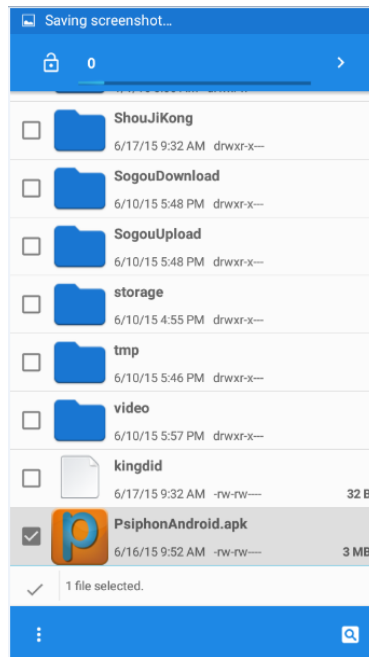 Saving screenshot...
0
ShouJiKong
6/17/15 9:32 AM drwxr-x---
SogouDownload
6/10/15 5:48 PM drwxr-x---
SogouUpload
6/10/15 5:48 PM drwxr-x---
storage
6/10/15 4:55 PM drwxr-x---
tmp
6/10/15 5:46 PM drwxr-x---
video
6/10/15 5:57 PM drwxr-x---
kingdid
6/17/15 9:32 AM -rw-rw---- 32 B
PsiphonAndroid.apk
6/16/15 9:52 AM -rw-rw---- 3 MB
1 file selected.